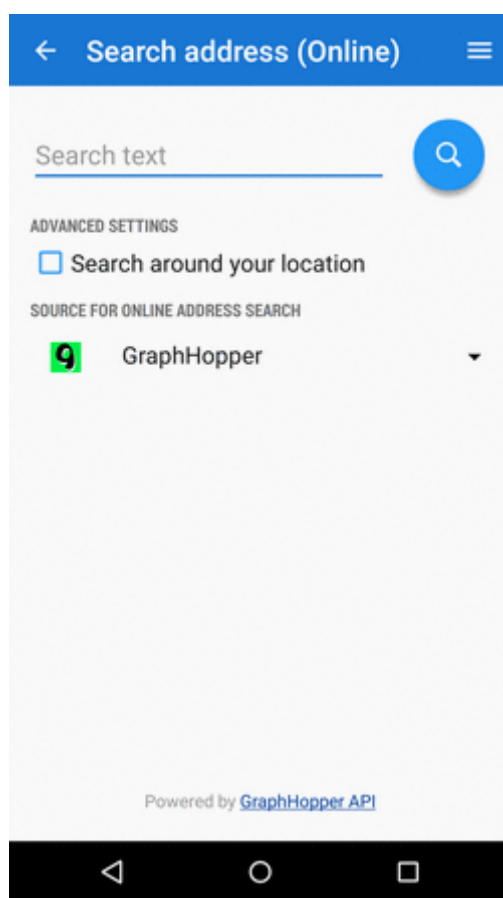 Search address (Online)
Search text
ADVANCED SETTINGS
Search around your location
SOURCE FOR ONLINE ADDRESS SEARCH
GraphHopper
Powered by GraphHopper API